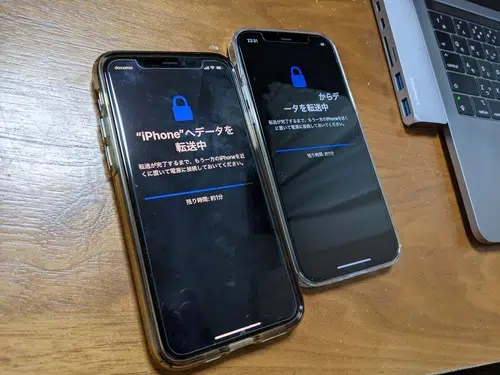 docomo
"iPhone"へデータを
転送中
転送が完了するまで、もう一方のiPhoneを近
くに置いて電源に接続しておいてください。
残り時間: 約1分
23:51
からデ
ータを転送中
転送が完了するまで、もう一方のiPhoneを近
くに置いて電源に接続しておいてください。
残り時間: 約1分